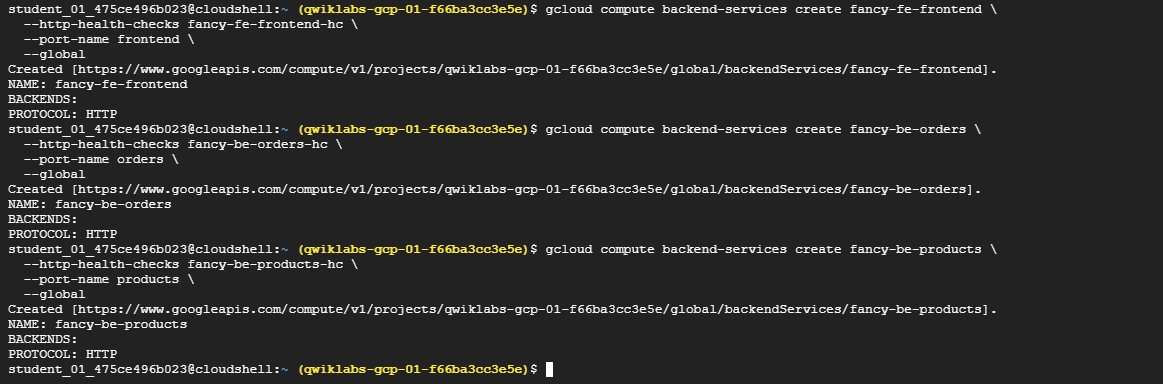 student_01_475ce496b023@cloudshell:~ (qwiklabs-gcp-01-f66ba3cc3e5e)$ gcloud compute backend-services create fancy-fe-frontend \
  --http-health-checks fancy-fe-frontend-hc \
  --port-name frontend \
  --global
Created [https://www.googleapis.com/compute/v1/projects/qwiklabs-gcp-01-f66ba3cc3e5e/global/backendServices/fancy-fe-frontend].
NAME: fancy-fe-frontend
BACKENDS:
PROTOCOL: HTTP
student_01_475ce496b023@cloudshell:~ (qwiklabs-gcp-01-f66ba3cc3e5e)$ gcloud compute backend-services create fancy-be-orders \
  --http-health-checks fancy-be-orders-hc \
  --port-name orders \
  --global
Created [https://www.googleapis.com/compute/v1/projects/qwiklabs-gcp-01-f66ba3cc3e5e/global/backendServices/fancy-be-orders].
NAME: fancy-be-orders
BACKENDS:
PROTOCOL: HTTP
student_01_475ce496b023@cloudshell:~ (qwiklabs-gcp-01-f66ba3cc3e5e)$ gcloud compute backend-services create fancy-be-products \
  --http-health-checks fancy-be-products-hc \
  --port-name products \
  --global
Created [https://www.googleapis.com/compute/v1/projects/qwiklabs-gcp-01-f66ba3cc3e5e/global/backendServices/fancy-be-products].
NAME: fancy-be-products
BACKENDS:
PROTOCOL: HTTP
student_01_475ce496b023@cloudshell:~ (qwiklabs-gcp-01-f66ba3cc3e5e)$